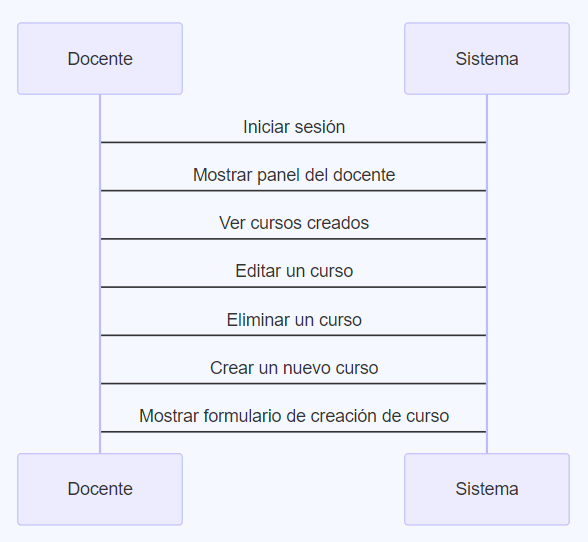 Docente
Sistema
Iniciar sesión
Mostrar panel del docente
Ver cursos creados
Editar un curso
Eliminar un curso
Crear un nuevo curso
Mostrar formulario de creación de curso
Docente
Sistema